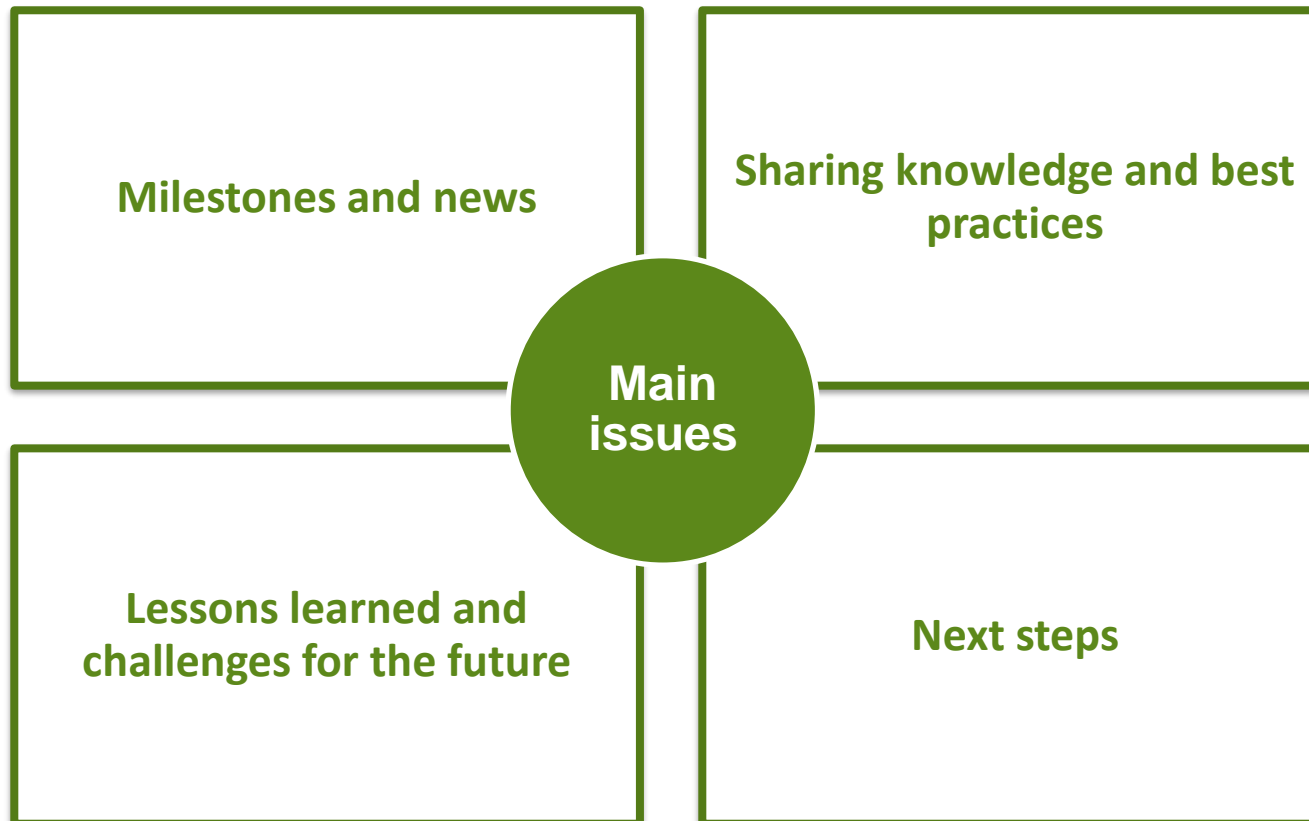 Milestones and news
Sharing knowledge and best
practices
Main
issues
Lessons learned and
challenges for the future
Next steps